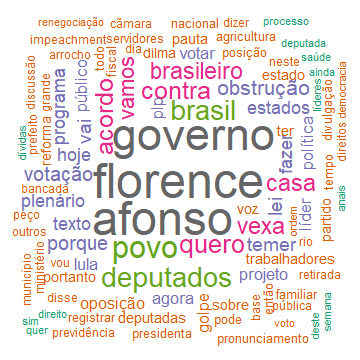 renegociação câmara nacional dizer processo
impeachment servidores pauta agricultura deputada
arrocho todo fiscal dia dilma votar posição saúde
discussão público vamos brasileiro neste ainda
grande programa acordo contra estado líderes democracia
prefeito reforma vai plp brasil obstrução divulgação direitos
dívidas hoje governo estados política
votação ter fazer tempo
bancada florence lei casa líder anais
plenário afonso voz vexa partido
peço texto
outros porque povo quero temer ordem rio
município ministério vou lula deputados trabalhadores
portanto projeto retirada
disse oposição agora golpe sobre base então familiar
direito registrar deputadas pode pública deste semana
sim quer previdência presidenta voto
pronunciamento